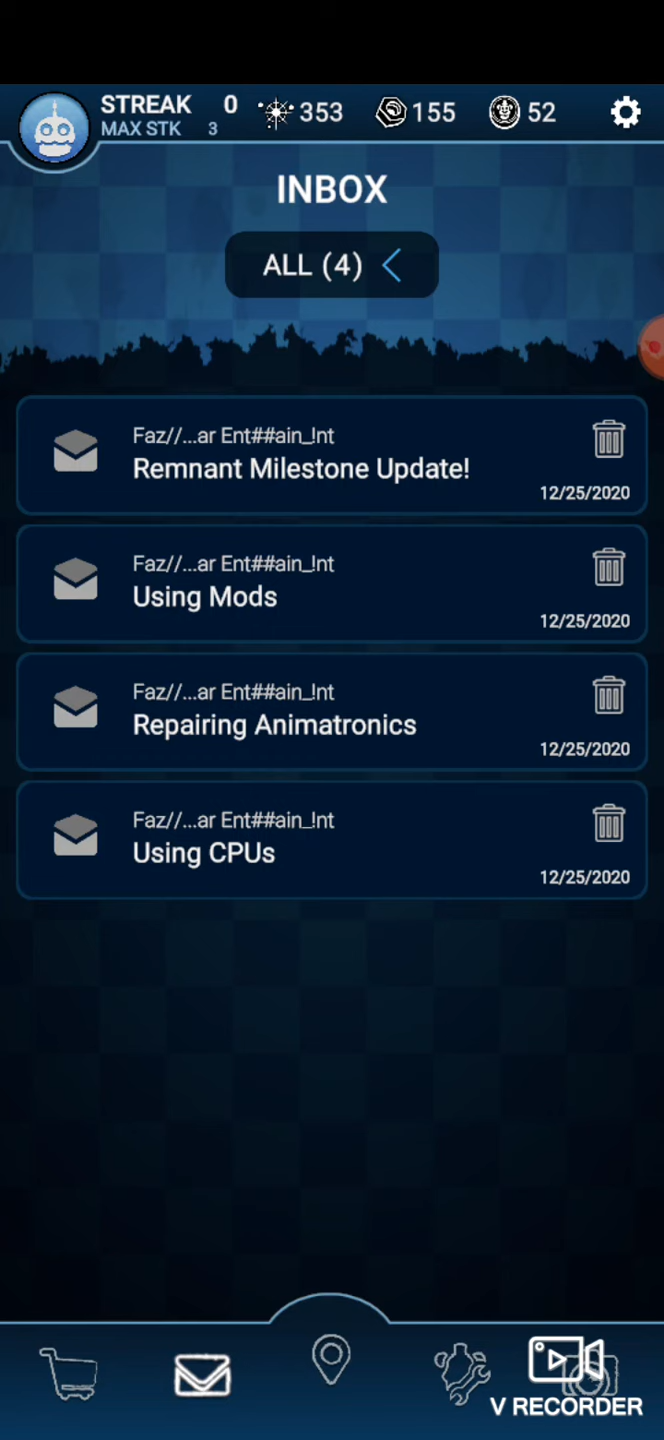 STREAK 0 353 155 52
MAX STK 3
INBOX
ALL (4)
Faz//...ar Ent##ain_!nt
Remnant Milestone Update!
12/25/2020
Faz//...ar Ent##ain_!nt
Using Mods
12/25/2020
Faz//...ar Ent##ain_!nt
Repairing Animatronics
12/25/2020
Faz//...ar Ent##ain_!nt
Using CPUs
12/25/2020
V RECORDER